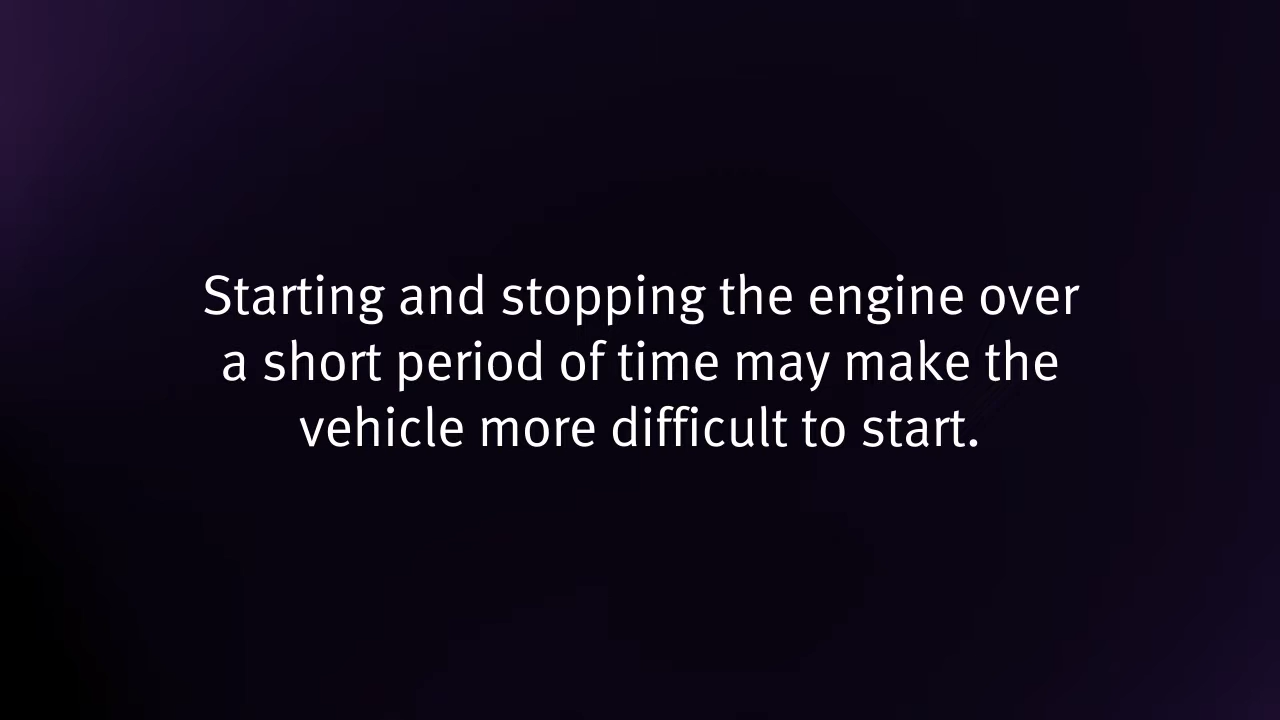 Starting and stopping the engine over
a short period of time may make the
vehicle more difficult to start.